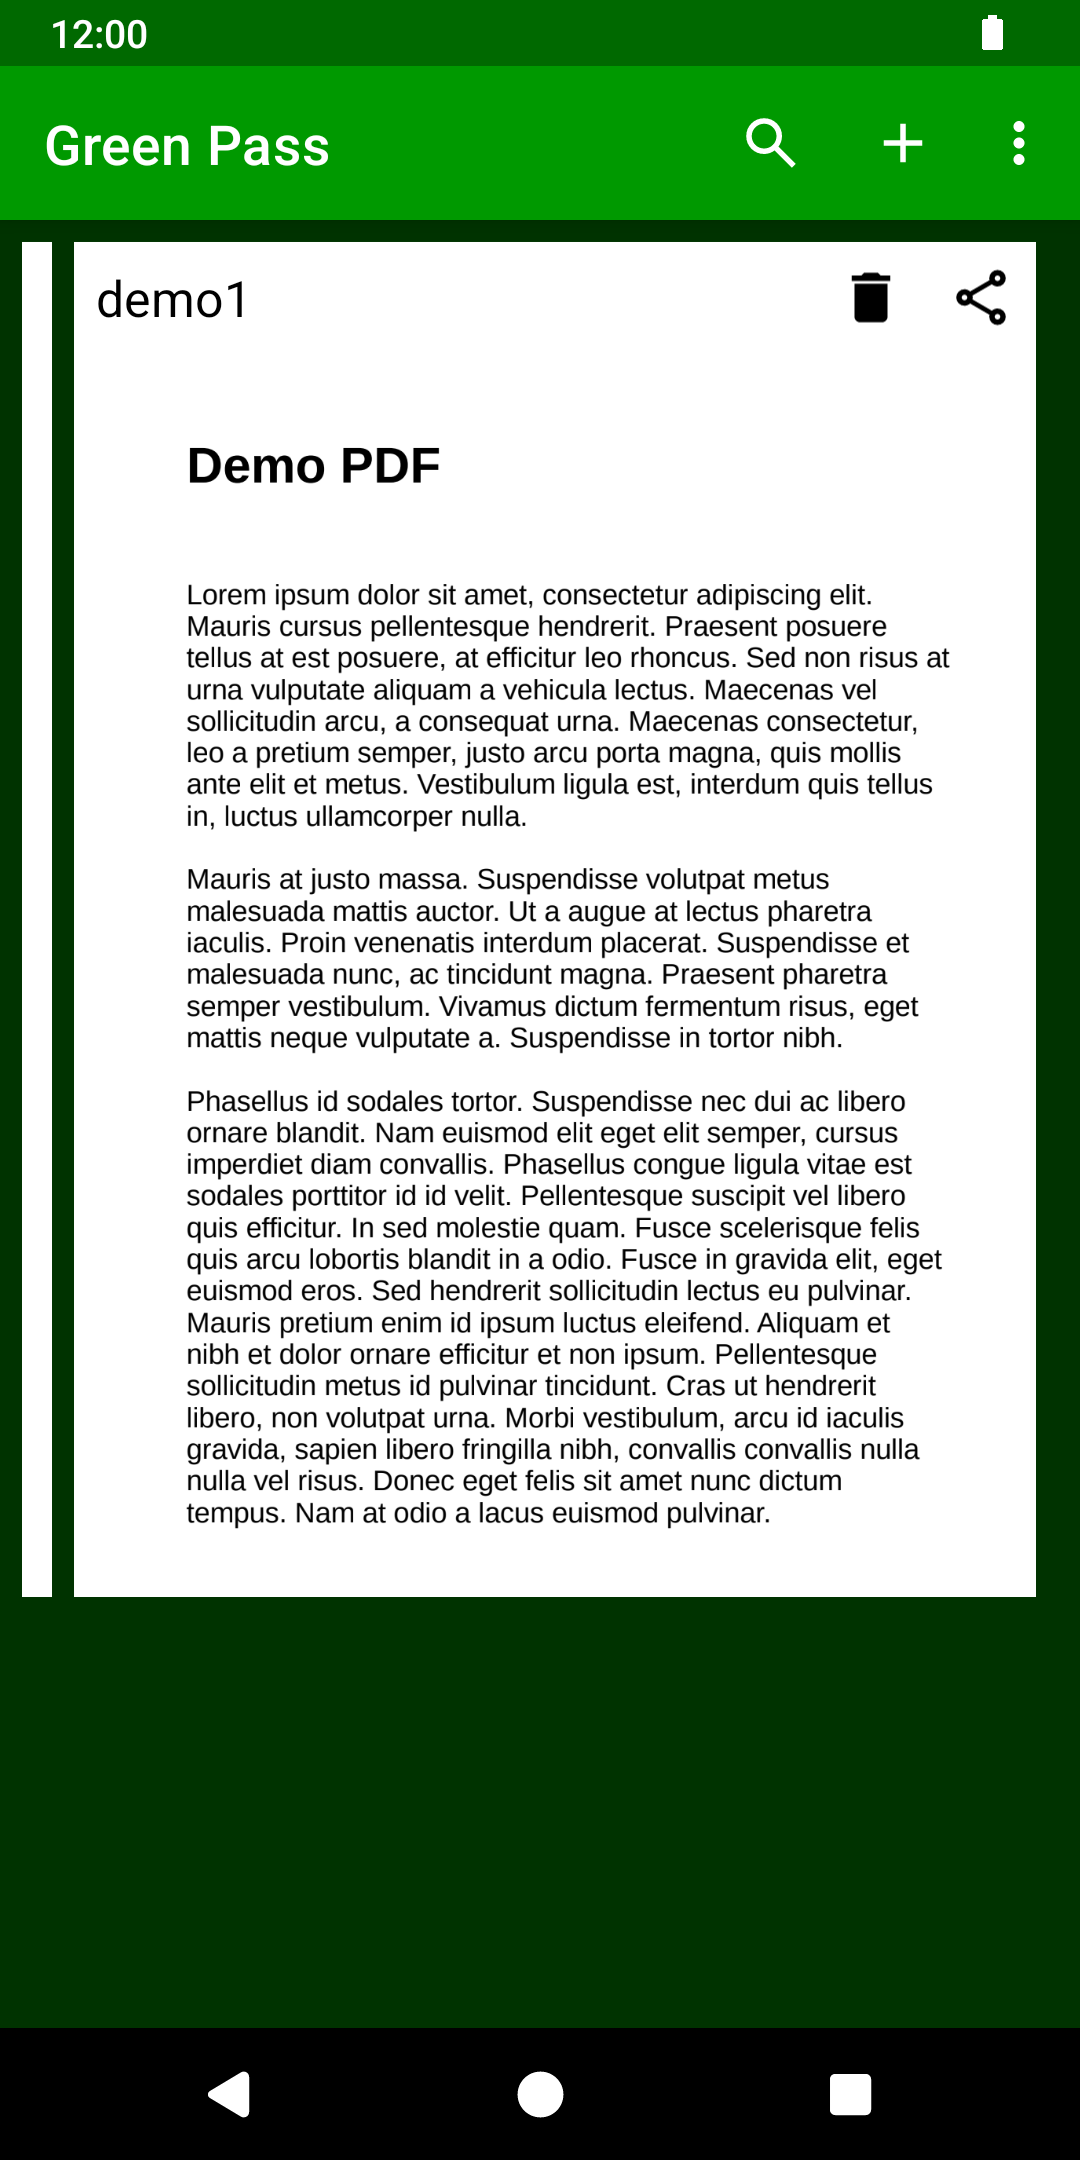 12:00
Green Pass
demo1
Demo PDF
Lorem ipsum dolor sit amet, consectetur adipiscing elit.
Mauris cursus pellentesque hendrerit. Praesent posuere
tellus at est posuere, at efficitur leo rhoncus. Sed non risus at
urna vulputate aliquam a vehicula lectus. Maecenas vel
sollicitudin arcu, a consequat urna. Maecenas consectetur,
leo a pretium semper, justo arcu porta magna, quis mollis
ante elit et metus. Vestibulum ligula est, interdum quis tellus
in, luctus ullamcorper nulla.
Mauris at justo massa. Suspendisse volutpat metus
malesuada mattis auctor. Ut a augue at lectus pharetra
iaculis. Proin venenatis interdum placerat. Suspendisse et
malesuada nunc, ac tincidunt magna. Praesent pharetra
semper vestibulum. Vivamus dictum fermentum risus, eget
mattis neque vulputate a. Suspendisse in tortor nibh.
Phasellus id sodales tortor. Suspendisse nec dui ac libero
ornare blandit. Nam euismod elit eget elit semper, cursus
imperdiet diam convallis. Phasellus congue ligula vitae est
sodales porttitor id id velit. Pellentesque suscipit vel libero
quis efficitur. In sed molestie quam. Fusce scelerisque felis
quis arcu lobortis blandit in a odio. Fusce in gravida elit, eget
euismod eros. Sed hendrerit sollicitudin lectus eu pulvinar.
Mauris pretium enim id ipsum luctus eleifend. Aliquam et
nibh et dolor ornare efficitur et non ipsum. Pellentesque
sollicitudin metus id pulvinar tincidunt. Cras ut hendrerit
libero, non volutpat urna. Morbi vestibulum, arcu id iaculis
gravida, sapien libero fringilla nibh, convallis convallis nulla
nulla vel risus. Donec eget felis sit amet nunc dictum
tempus. Nam at odio a lacus euismod pulvinar.